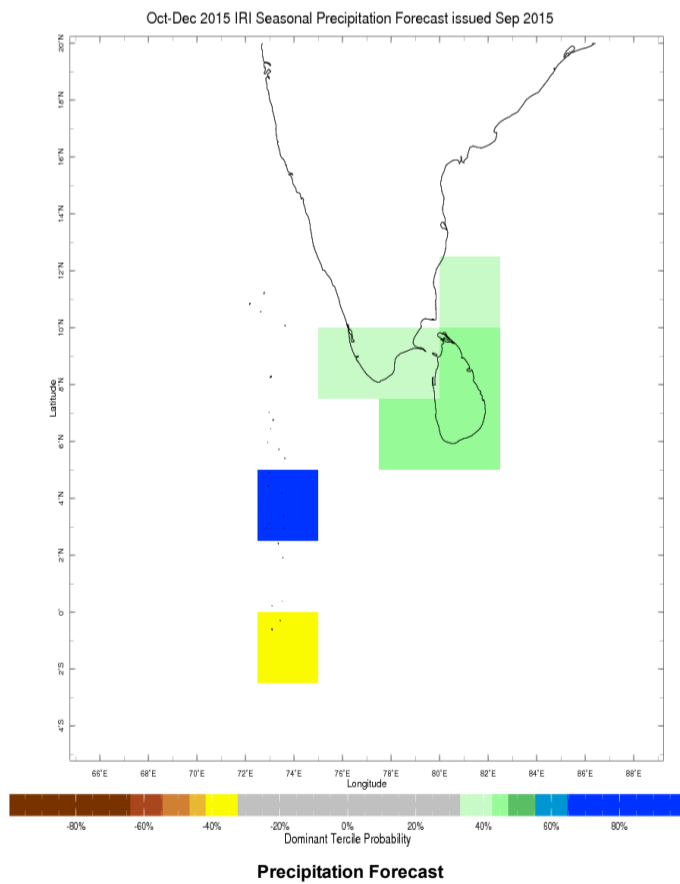 Oct-Dec 2015 IRI Seasonal Precipitation Forecast issued Sep 2015
20°N
18°N
16°N
14°N
12°N
10°N
8°N
6°N
4°N
2°N
0°
2°S
4°S
Latitude
66°E 68°E 70°E 72°E 74°E 76°E 78°E 80°E 82°E 84°E 86°E 88°E
Longitude
-80% -60% -40% -20% 0% 20% 40% 60% 80%
Dominant Tercile Probability
Precipitation Forecast